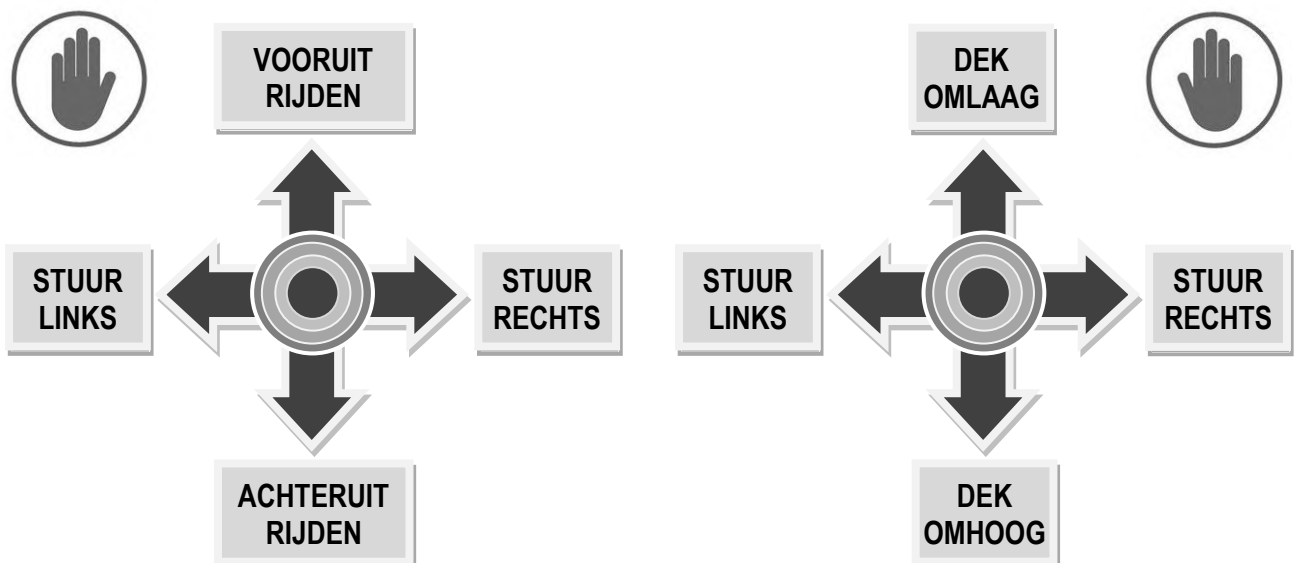 VOORUIT
RIJDEN
STUUR
LINKS
STUUR
RECHTS
ACHTERUIT
RIJDEN
DEK
OMLAAG
STUUR
LINKS
STUUR
RECHTS
DEK
OMHOOG